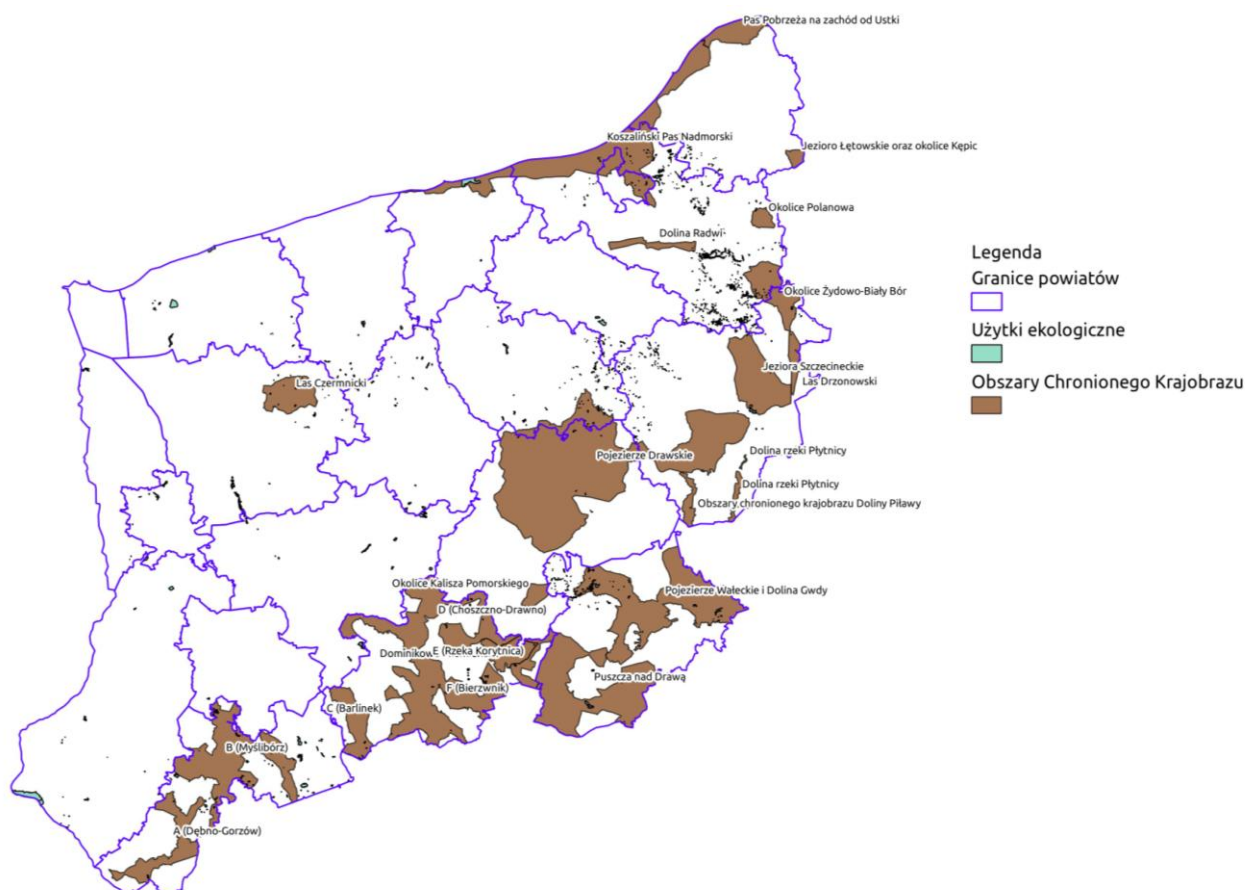 Pas Pobrzeża na zachód od Ustki
Koszaliński Pas Nadmorski
Jezioro Łętowskie oraz okolice Kępic
Okolice Polanowa
Dolina Radwi
Okolice Żydowo-Biały Bór
Jeziora Szczecineckie
Las Drzonowski
Las Czermnicki
Pojezierze Drawskie
Dolina rzeki Płytnicy
Dolina rzeki Płytnicy
Obszary chronionego krajobrazu Doliny Piławy
Okolice Kalisza Pomorskiego
Pojezierze Wałeckie i Dolina Gwdy
D (Choszczno-Drawno)
Dominikow
E (Rzeka Korytnica)
Puszcza nad Drawą
F (Bierzwnik)
C (Barlinek)
B (Myślibórz)
A (Dębno-Gorzów)
Legenda
Granice powiatów
Użytki ekologiczne
Obszary Chronionego Krajobrazu